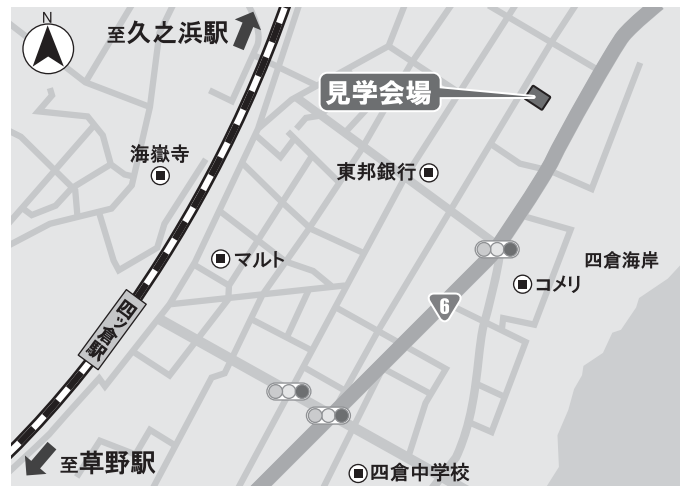 N
至久之浜駅
見学会場
海嶽寺
東邦銀行
マルト
四倉海岸
コメリ
6
四ッ倉駅
至草野駅
四倉中学校